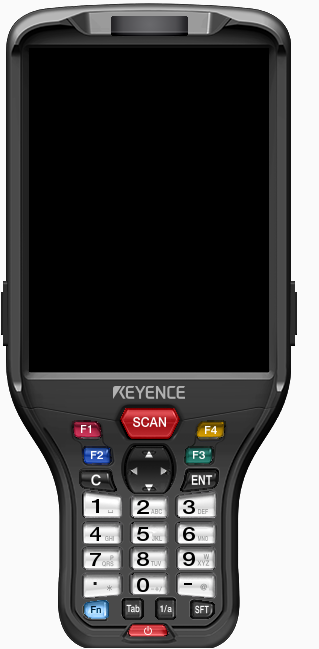 KEYENCE
SCAN
F1 F4
F2 F3
C ENT
1 2 ABC 3 DEF
4 GHI 5 JKL 6 MNO
7 PQRS 8 TUV 9 WXYZ
. * 0 - @
Fn Tab 1/a SFT